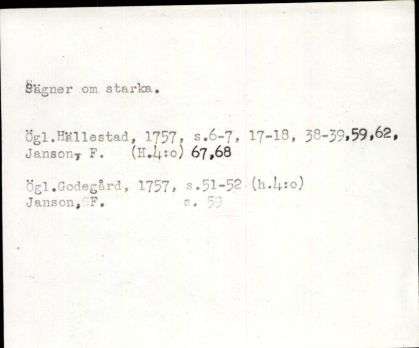 Sägner om starka.
Ögl.Hällestad, 1757, s.6-7, 17-18, 38-39,59,62,
Janson, F. (H.4:o) 67,68
Ögl.Godegård, 1757, s.51-52 (h.4:o)
Janson, F. s. 59